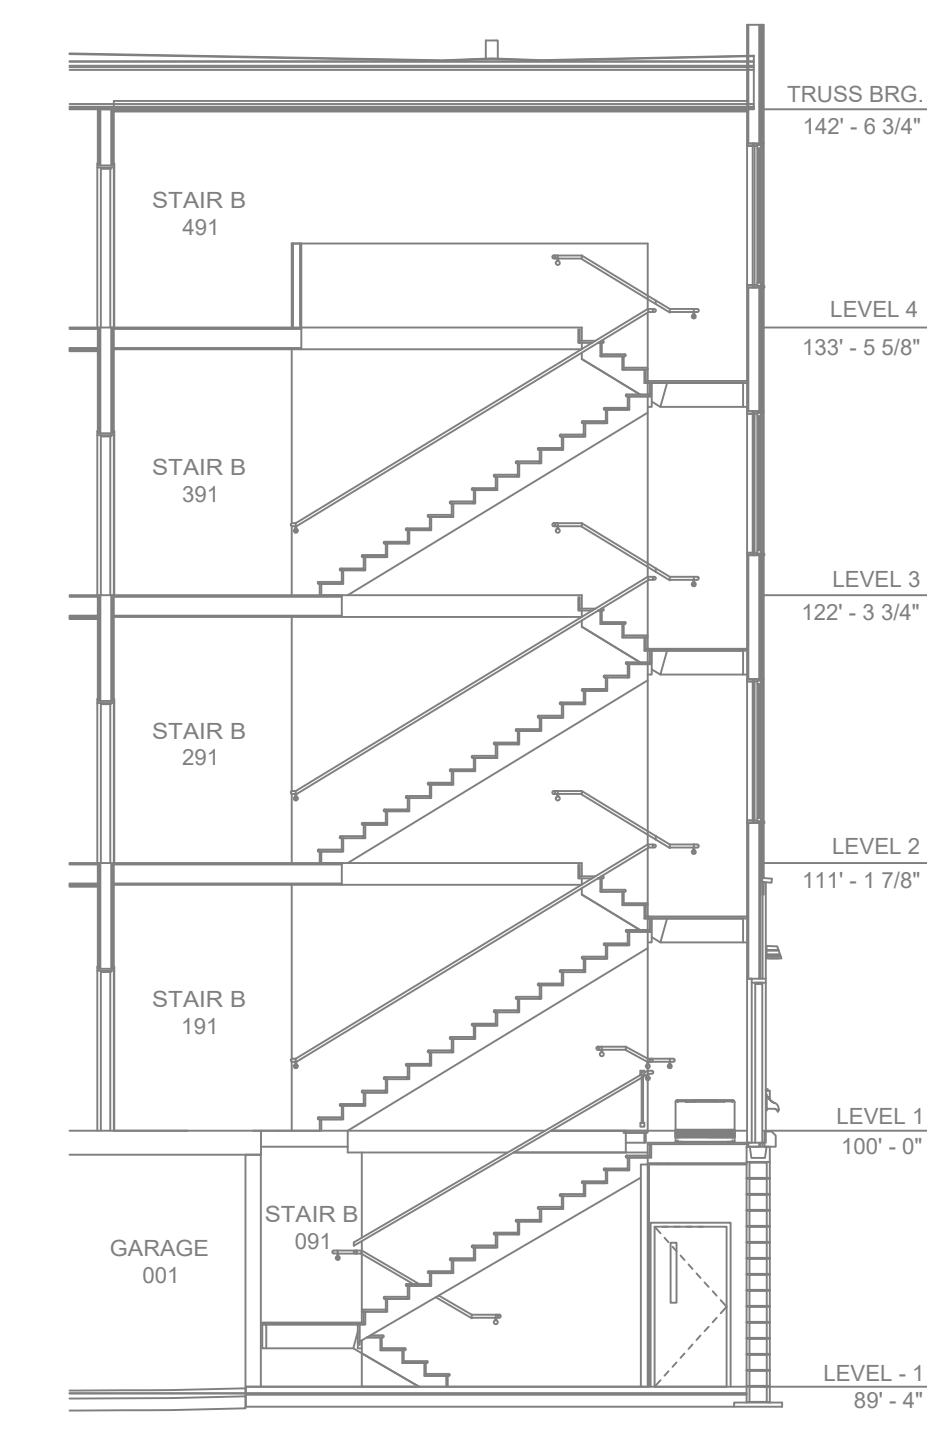 TRUSS BRG.
142' - 6 3/4"
STAIR B
491
LEVEL 4
133' - 5 5/8"
STAIR B
391
LEVEL 3
122' - 3 3/4"
STAIR B
291
LEVEL 2
111' - 1 7/8"
STAIR B
191
LEVEL 1
100' - 0"
STAIR B
091
GARAGE
001
LEVEL - 1
89' - 4"